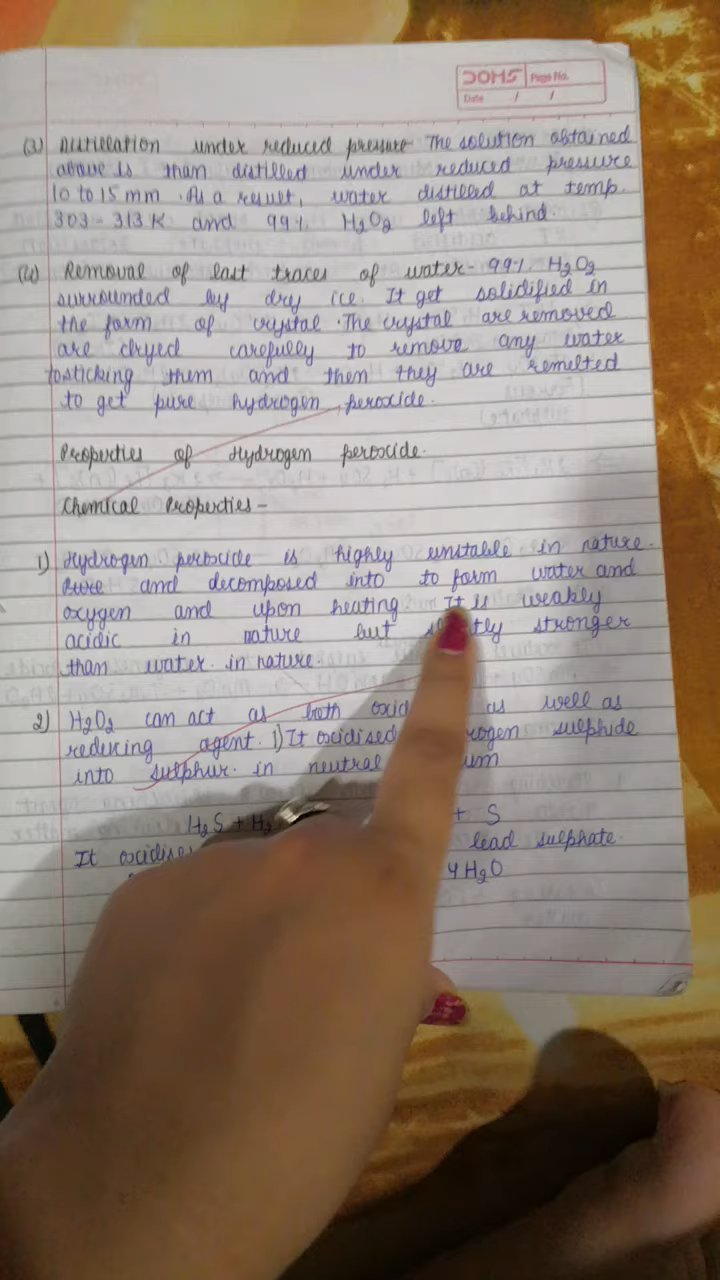 DOMS Page No.
Date / /
(3) Distillation under reduced pressure The solution obtained
above is than distilled under reduced pressure
10 to 15 mm . As a result, water distilled at temp.
303 - 313 K and 99% H₂O₂ left behind.
Removal of last traces of water - 99% H₂O₂
surrounded by dry ice. It get solidified in
the form of crystal . The crystal are removed
are dryed carefully to remove any water
tosticking them and then they are remelted
to get pure hydrogen peroxide.
Properties of Hydrogen peroxide.
Chemical Properties -
1) Hydrogen peroxide is highly unstable in nature.
Pure and decomposed into to form water and
oxygen and upon heating It is weakly
acidic in nature but stronger
than water in nature.
2) H₂O₂ can act as both as well as
reducing agent. 1) It oxidised sulphide
into sulphur. in neutral
H₂S + H₂ + S
It lead sulphate.
4H₂O